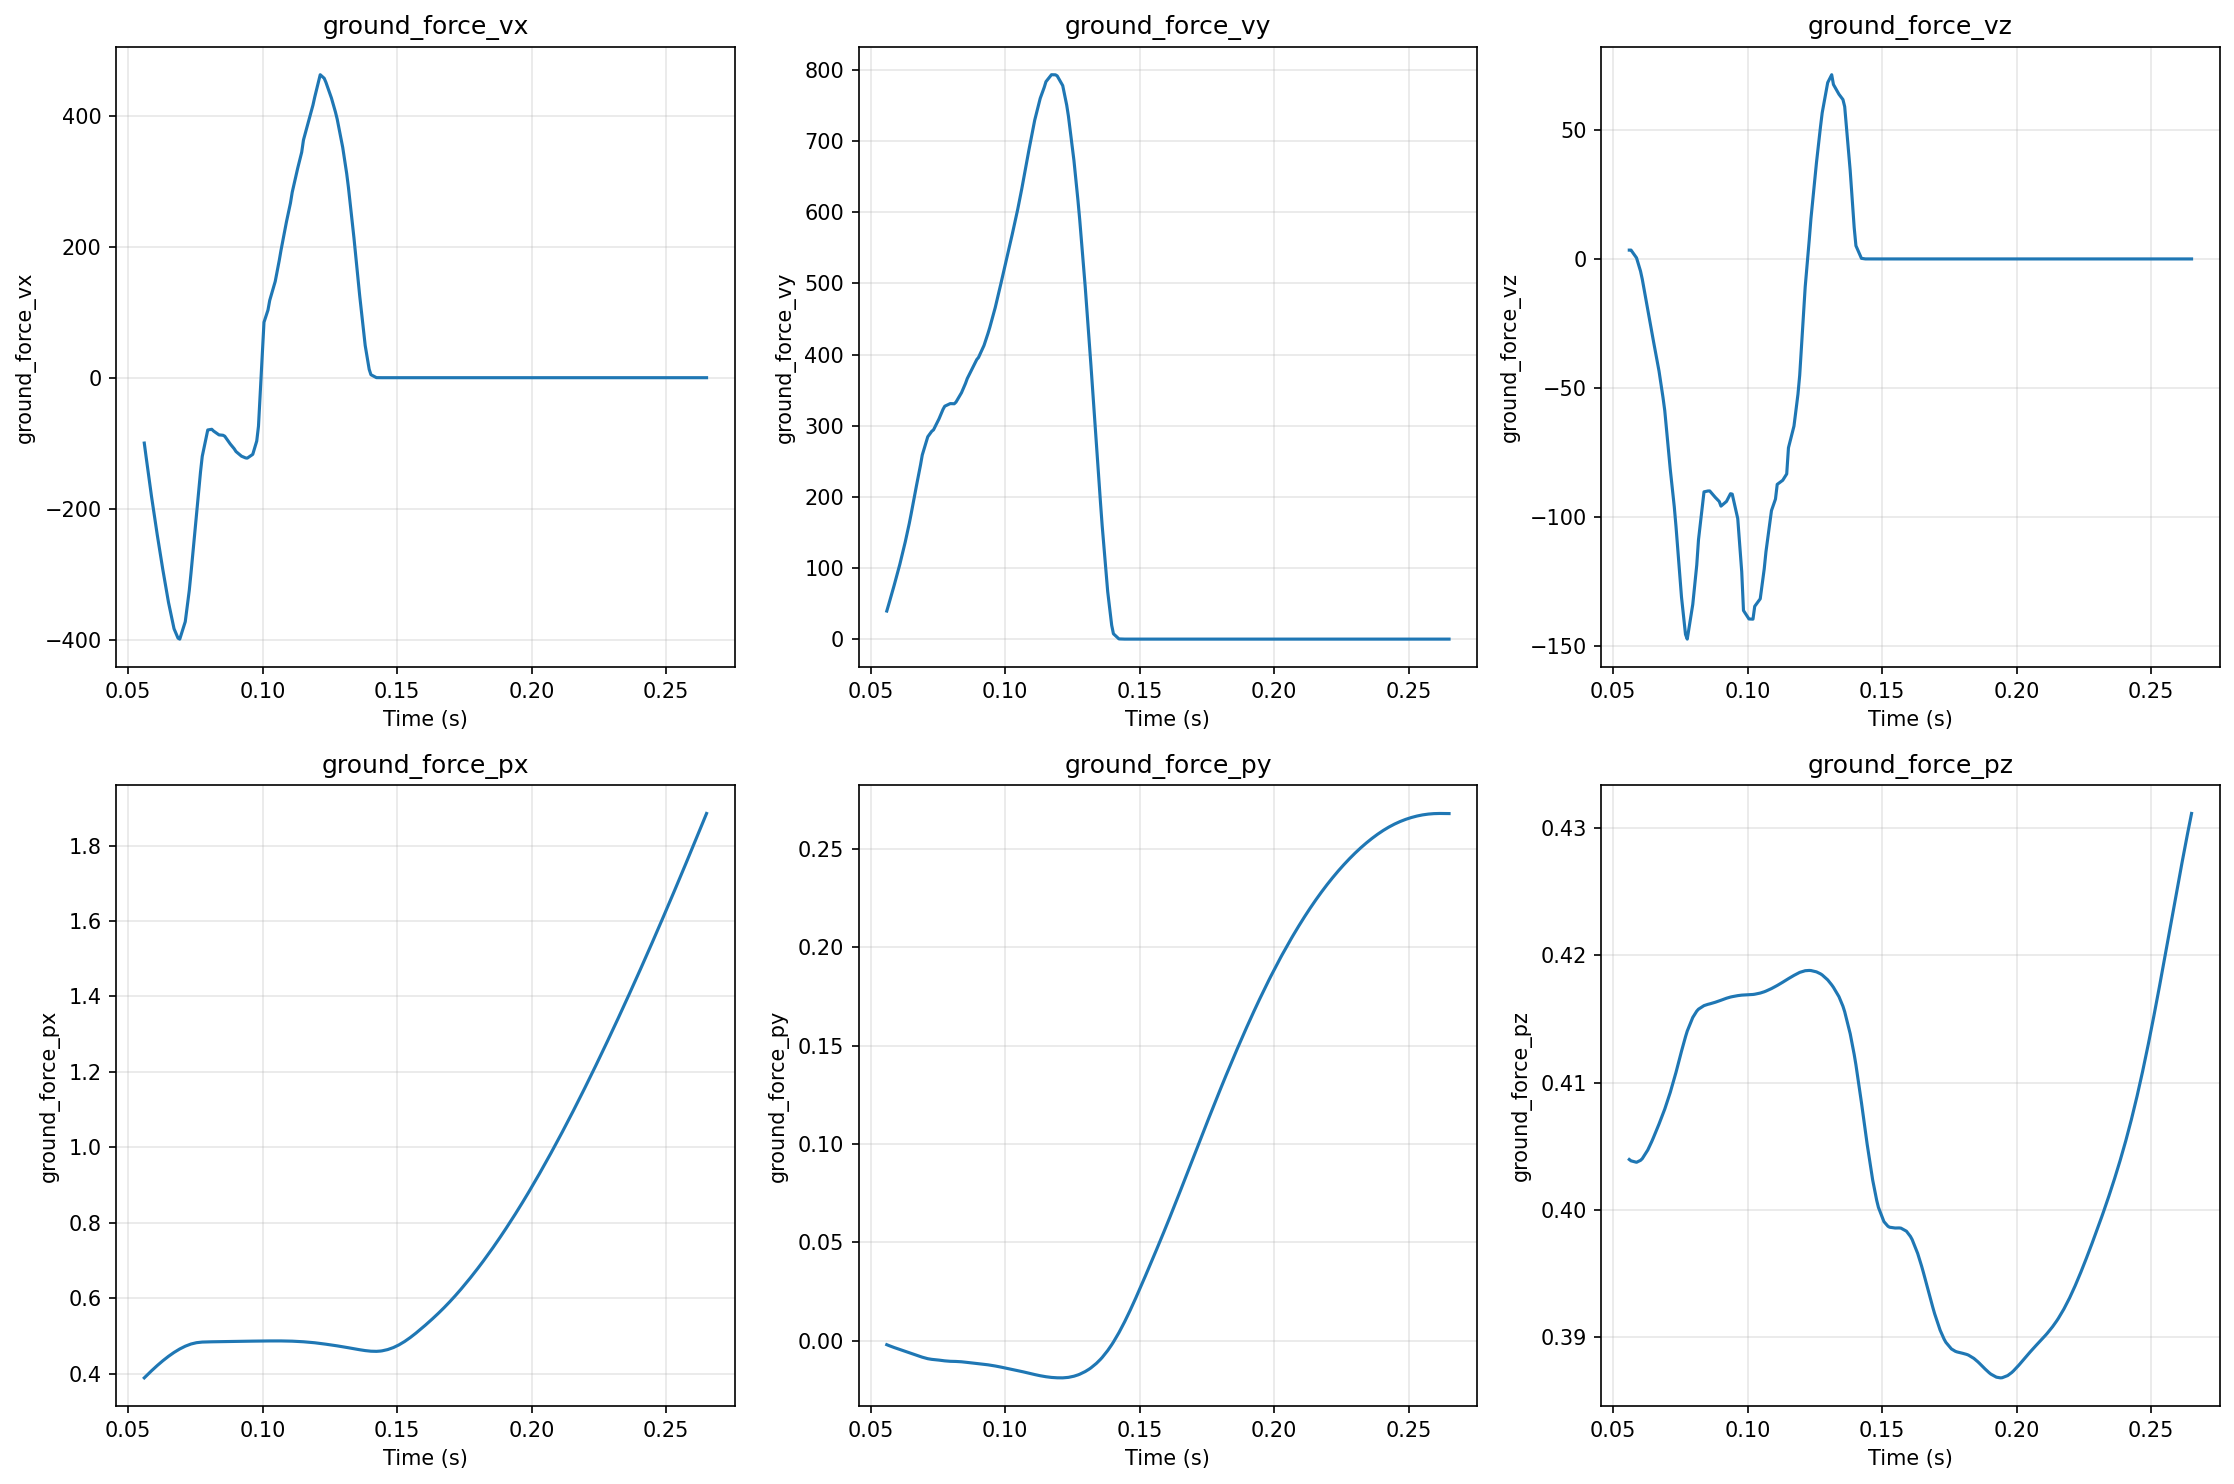 ground_force_vx
ground_force_vx
400
200
0
−200
−400
0.05 0.10 0.15 0.20 0.25
Time (s)
ground_force_vy
ground_force_vy
800
700
600
500
400
300
200
100
0
0.05 0.10 0.15 0.20 0.25
Time (s)
ground_force_vz
ground_force_vz
50
0
−50
−100
−150
0.05 0.10 0.15 0.20 0.25
Time (s)
ground_force_px
ground_force_px
1.8
1.6
1.4
1.2
1.0
0.8
0.6
0.4
0.05 0.10 0.15 0.20 0.25
Time (s)
ground_force_py
ground_force_py
0.25
0.20
0.15
0.10
0.05
0.00
0.05 0.10 0.15 0.20 0.25
Time (s)
ground_force_pz
ground_force_pz
0.43
0.42
0.41
0.40
0.39
0.05 0.10 0.15 0.20 0.25
Time (s)